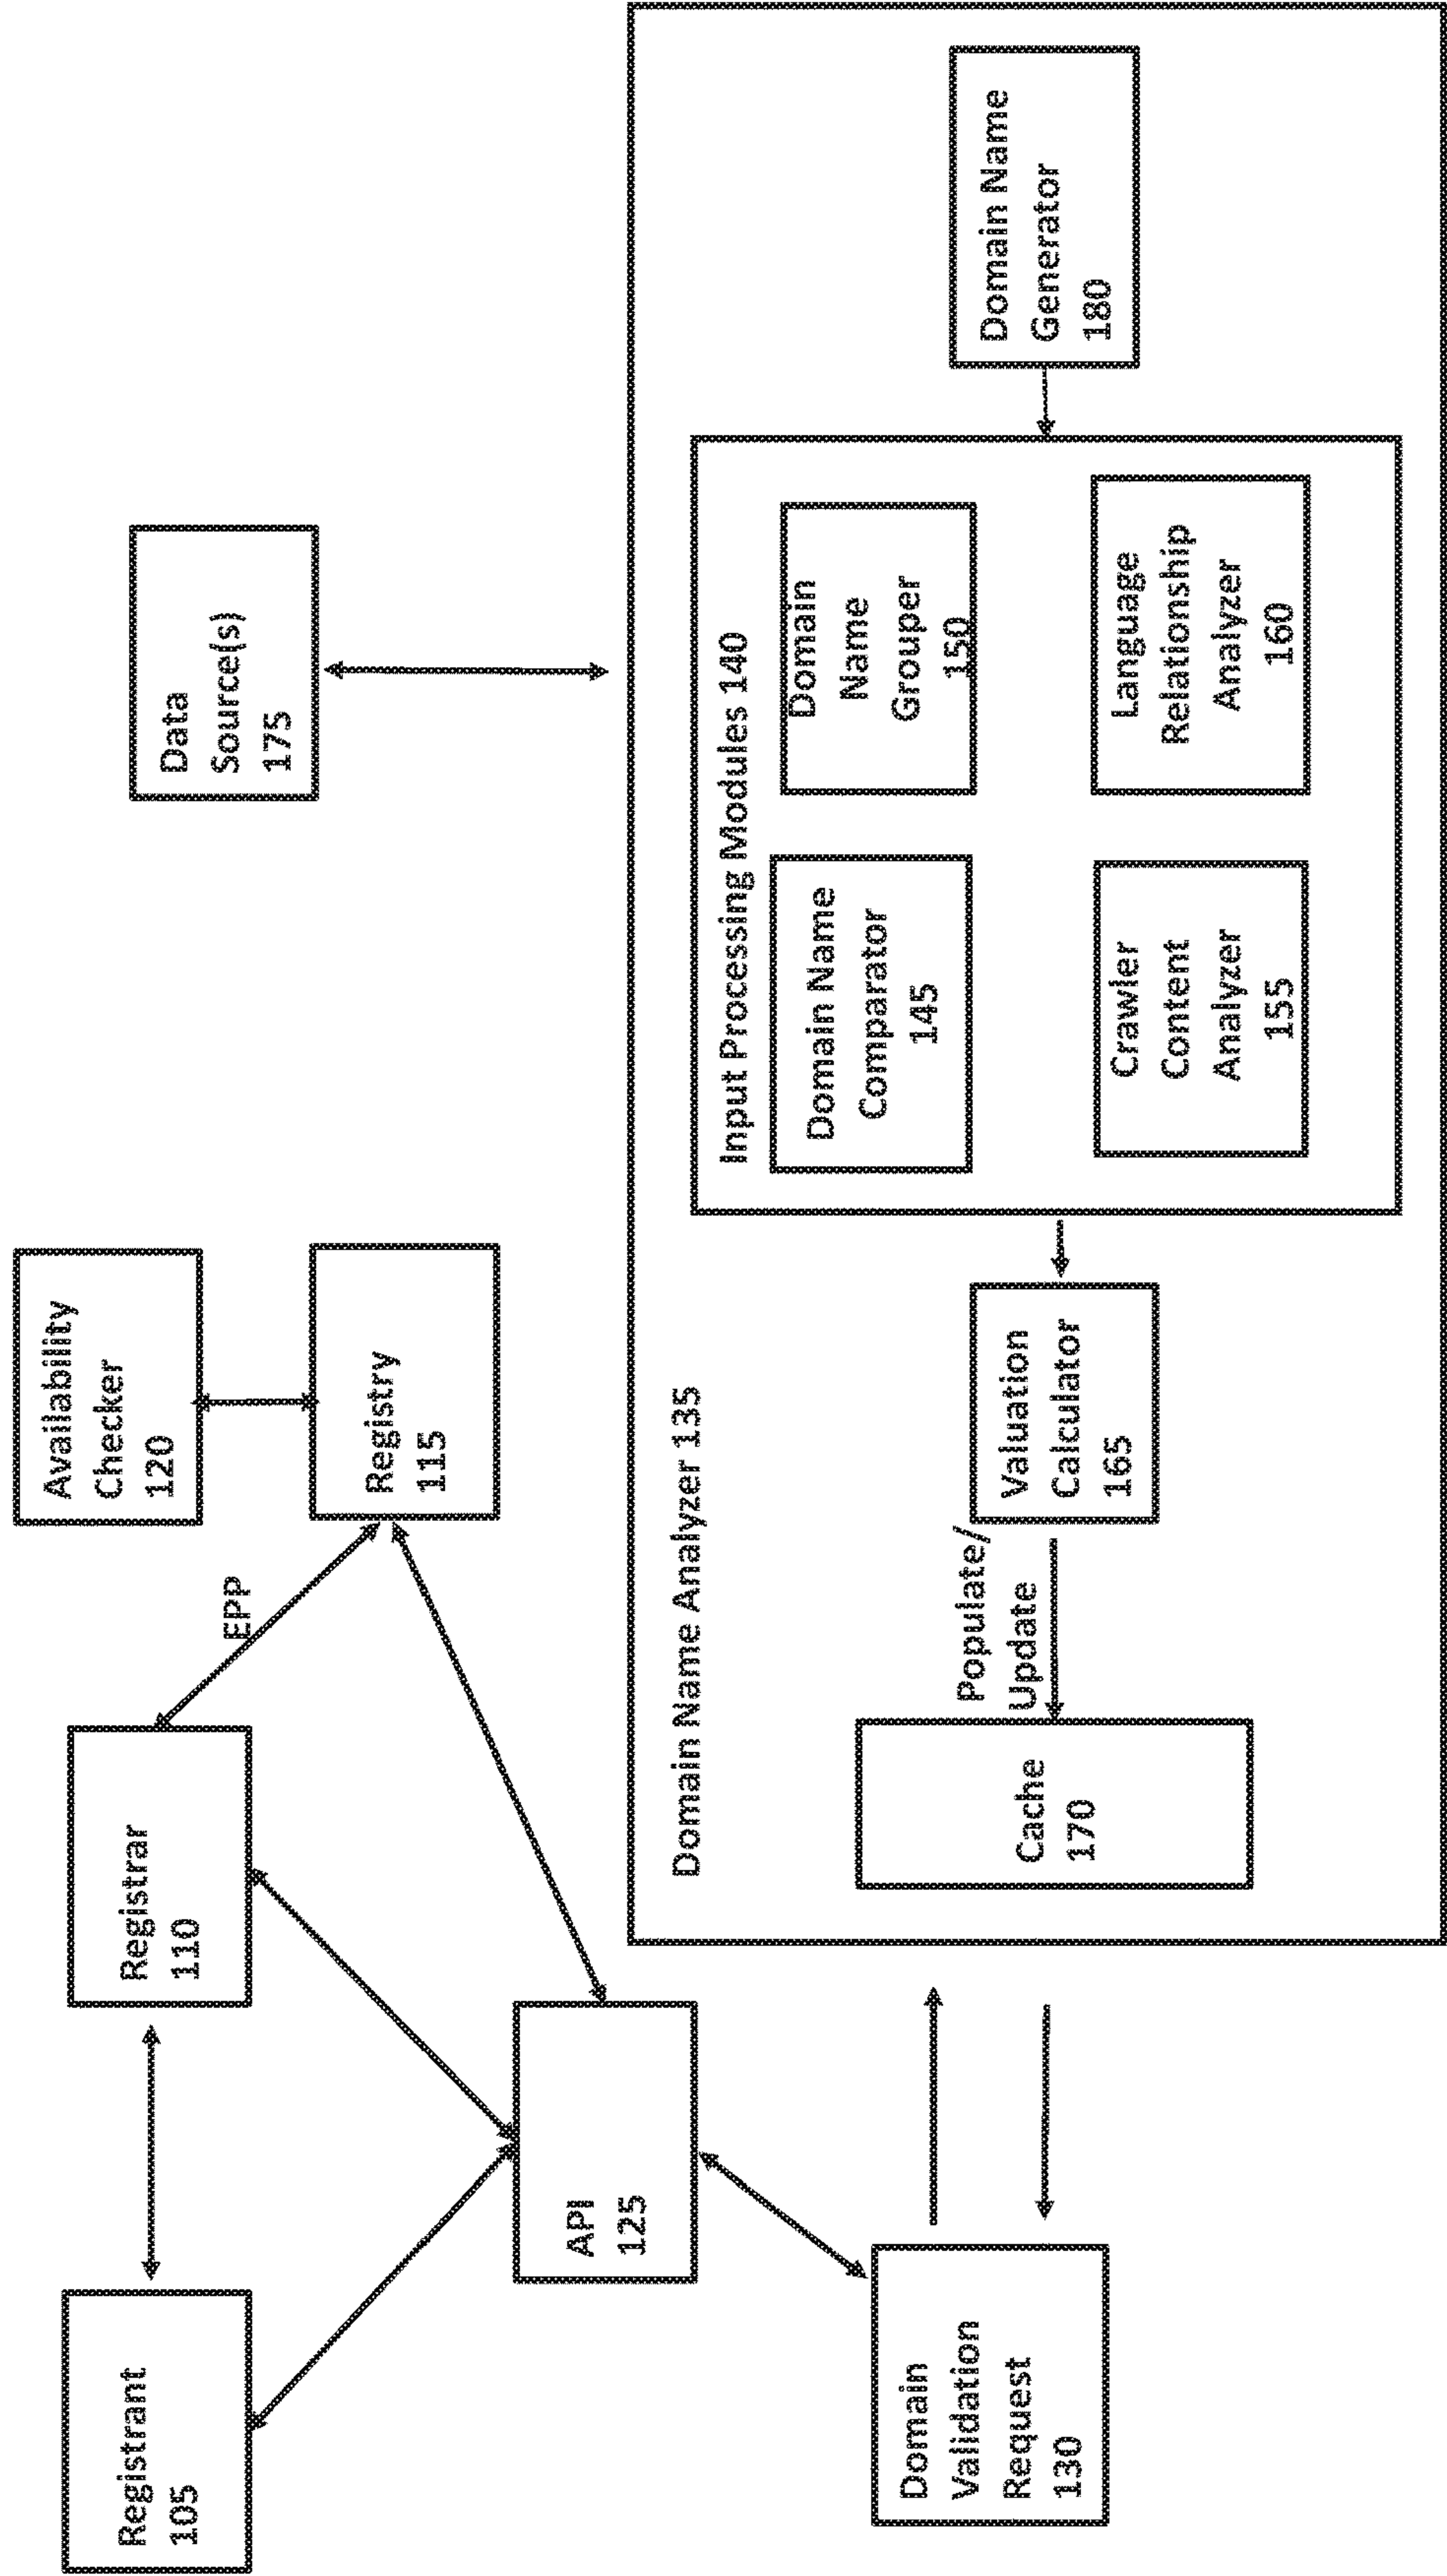 Registrant
105
Registrar
110
EPP
Availability
Checker
120
Registry
115
Data
Source(s)
175
API
125
Domain
Validation
Request
130
Domain Name Analyzer 135
Cache
170
Populate/
Update
Valuation
Calculator
165
Input Processing Modules 140
Domain Name
Comparator
145
Domain
Name
Grouper
150
Crawler
Content
Analyzer
155
Language
Relationship
Analyzer
160
Domain Name
Generator
180